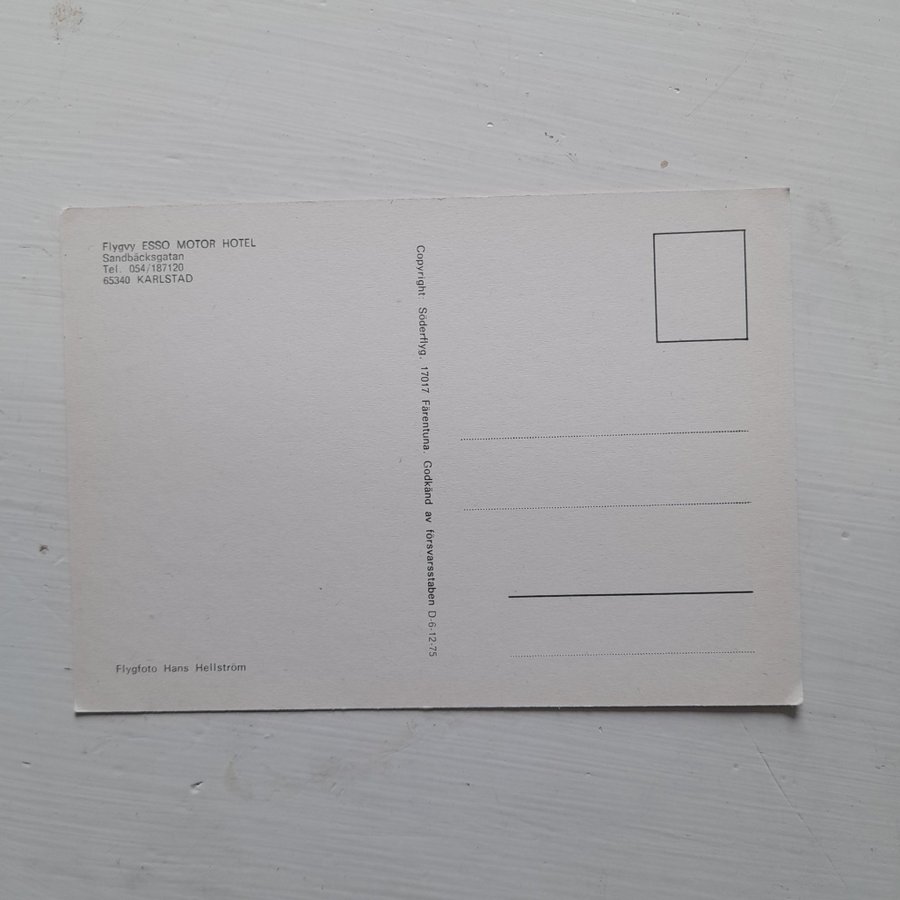 Flygvy ESSO MOTOR HOTEL
Sandbäcksgatan
Tel. 054/187120
65340 KARLSTAD
Flygfoto Hans Hellström
Copyright: Söderflyg. 17017 Färentuna. Godkänd av försvarsstaben D-6-12-75